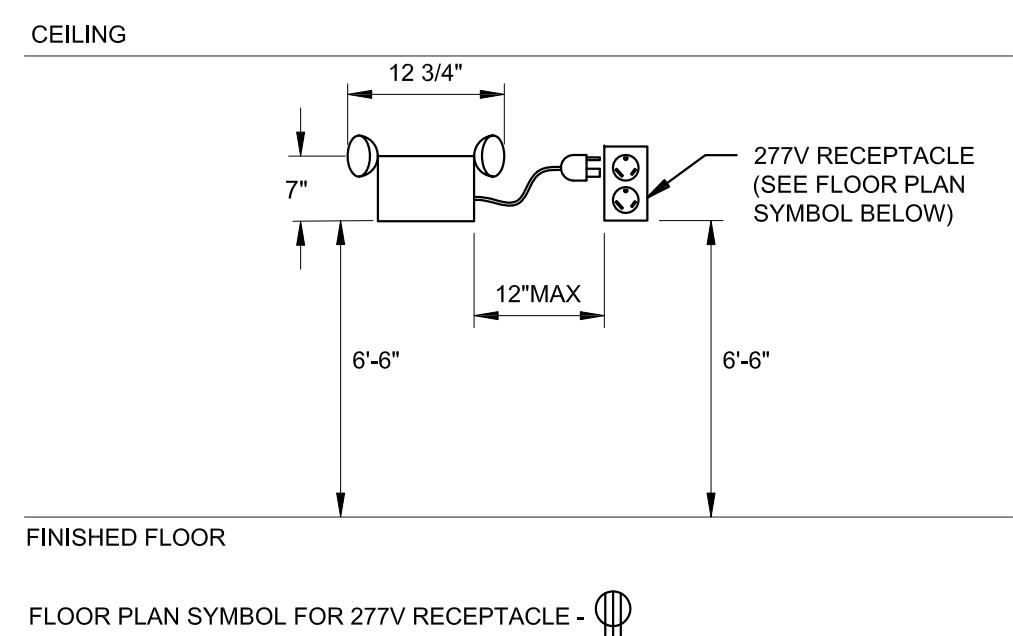 CEILING
12 3/4"
7"
277V RECEPTACLE
(SEE FLOOR PLAN
SYMBOL BELOW)
12"MAX
6'-6"
6'-6"
FINISHED FLOOR
FLOOR PLAN SYMBOL FOR 277V RECEPTACLE -